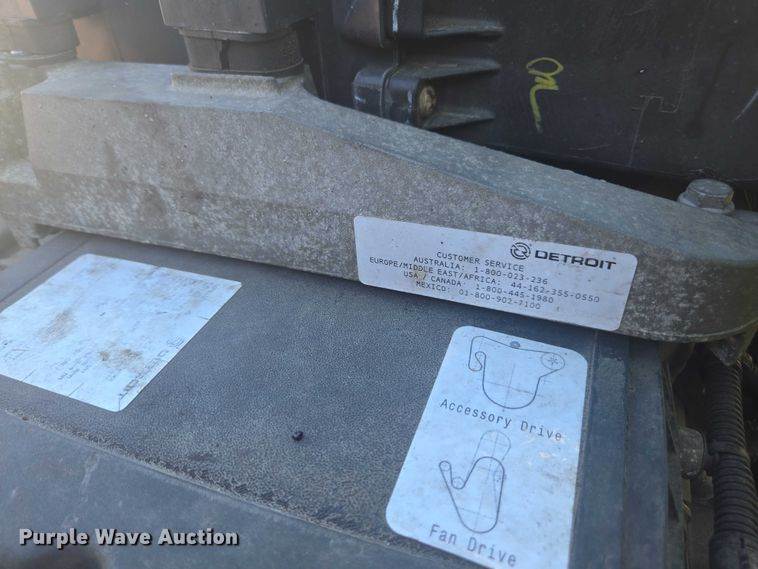 DETROIT
CUSTOMER SERVICE
AUSTRALIA: 1-800-023-236
EUROPE/MIDDLE EAST/AFRICA: 44-162-355-0550
USA / CANADA: 1-800-445-1980
MEXICO: 01-800-902-7100
Accessory Drive
Fan Drive
Purple Wave Auction